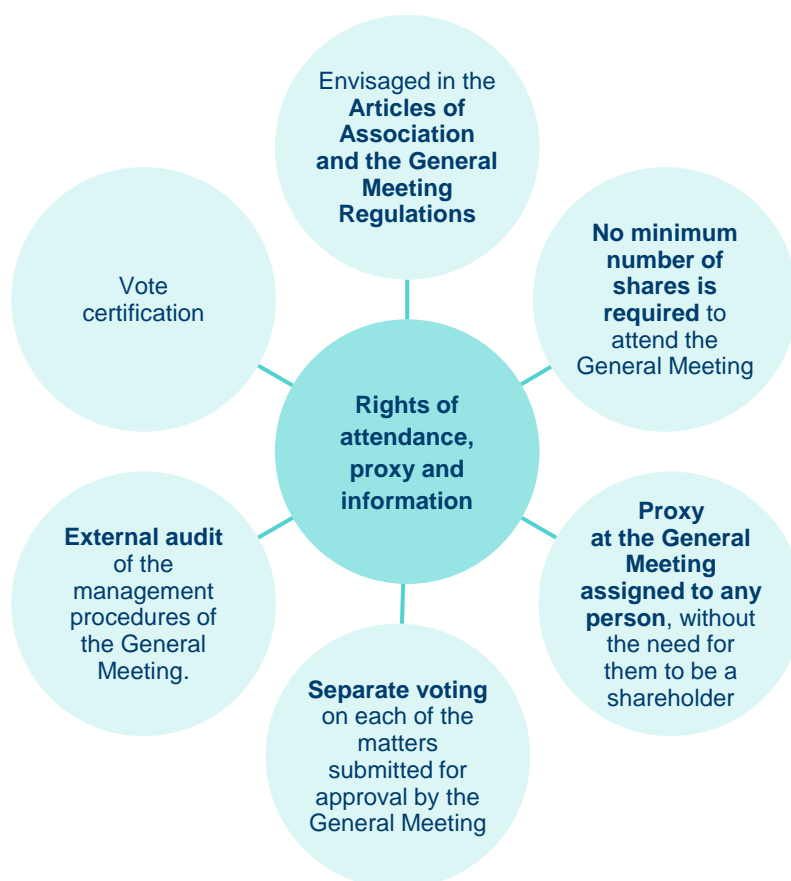 Envisaged in the
Articles of
Association
and the General
Meeting
Regulations
No minimum
number of
shares is
required to
attend the
General Meeting
Vote
certification
Rights of
attendance,
proxy and
information
Proxy
at the General
Meeting
assigned to any
person, without
the need for
them to be a
shareholder
External audit
of the
management
procedures of
the General
Meeting.
Separate voting
on each of the
matters
submitted for
approval by the
General Meeting